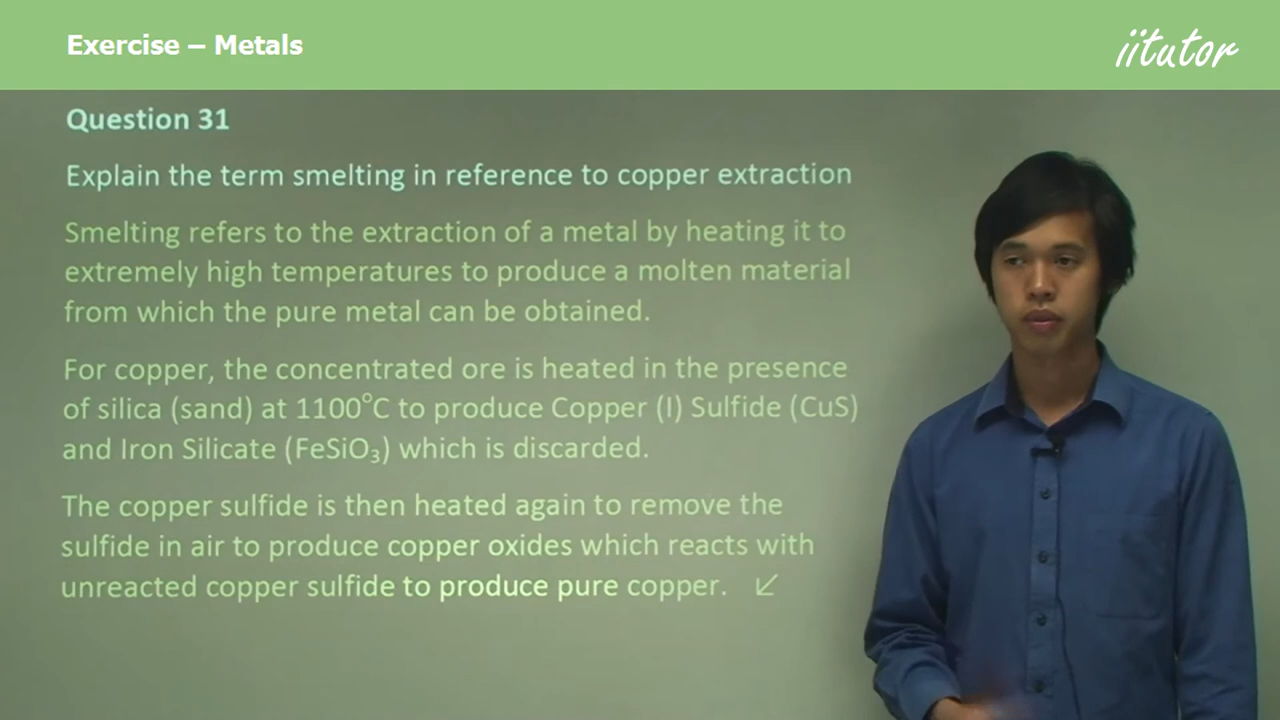 Exercise – Metals
iitutor
Question 31
Explain the term smelting in reference to copper extraction
Smelting refers to the extraction of a metal by heating it to
extremely high temperatures to produce a molten material
from which the pure metal can be obtained.
For copper, the concentrated ore is heated in the presence
of silica (sand) at 1100°C to produce Copper (I) Sulfide (CuS)
and Iron Silicate (FeSiO₃) which is discarded.
The copper sulfide is then heated again to remove the
sulfide in air to produce copper oxides which reacts with
unreacted copper sulfide to produce pure copper. ↙